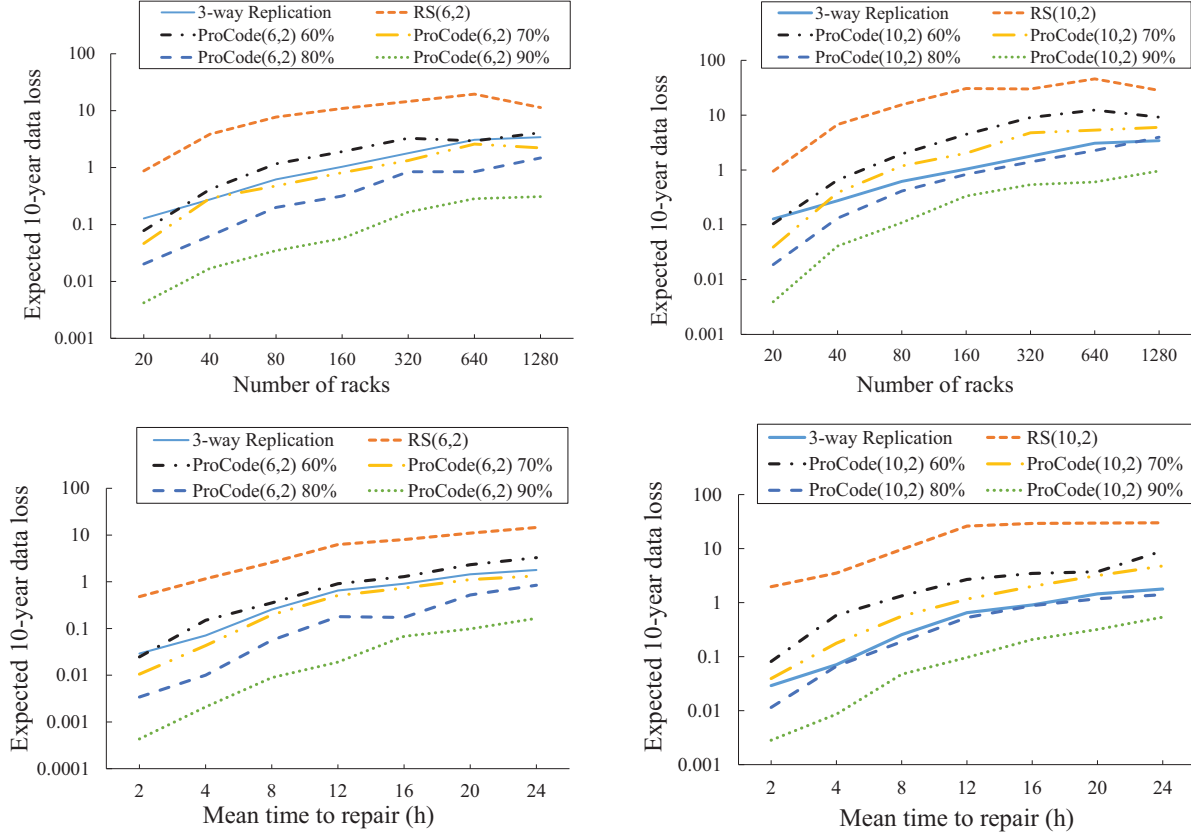 3-way Replication RS(6,2)
ProCode(6,2) 60% ProCode(6,2) 70%
ProCode(6,2) 80% ProCode(6,2) 90%
Expected 10-year data loss
100
10
1
0.1
0.01
0.001
20 40 80 160 320 640 1280
Number of racks
3-way Replication RS(10,2)
ProCode(10,2) 60% ProCode(10,2) 70%
ProCode(10,2) 80% ProCode(10,2) 90%
Expected 10-year data loss
100
10
1
0.1
0.01
0.001
20 40 80 160 320 640 1280
Number of racks
3-way Replication RS(6,2)
ProCode(6,2) 60% ProCode(6,2) 70%
ProCode(6,2) 80% ProCode(6,2) 90%
Expected 10-year data loss
100
10
1
0.1
0.01
0.001
0.0001
2 4 8 12 16 20 24
Mean time to repair (h)
3-way Replication RS(10,2)
ProCode(10,2) 60% ProCode(10,2) 70%
ProCode(10,2) 80% ProCode(10,2) 90%
Expected 10-year data loss
100
10
1
0.1
0.01
0.001
2 4 8 12 16 20 24
Mean time to repair (h)